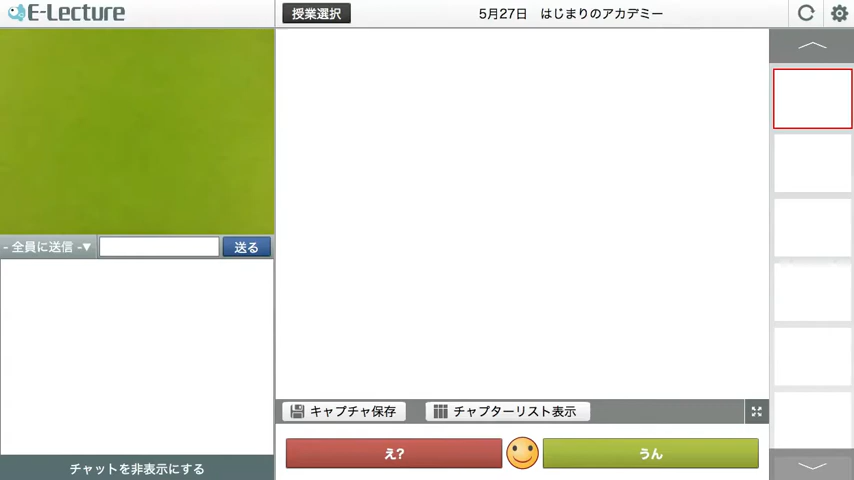 E-Lecture
授業選択
5月27日 はじまりのアカデミー
- 全員に送信 -▼
送る
キャプチャ保存
チャプターリスト表示
え?
うん
チャットを非表示にする